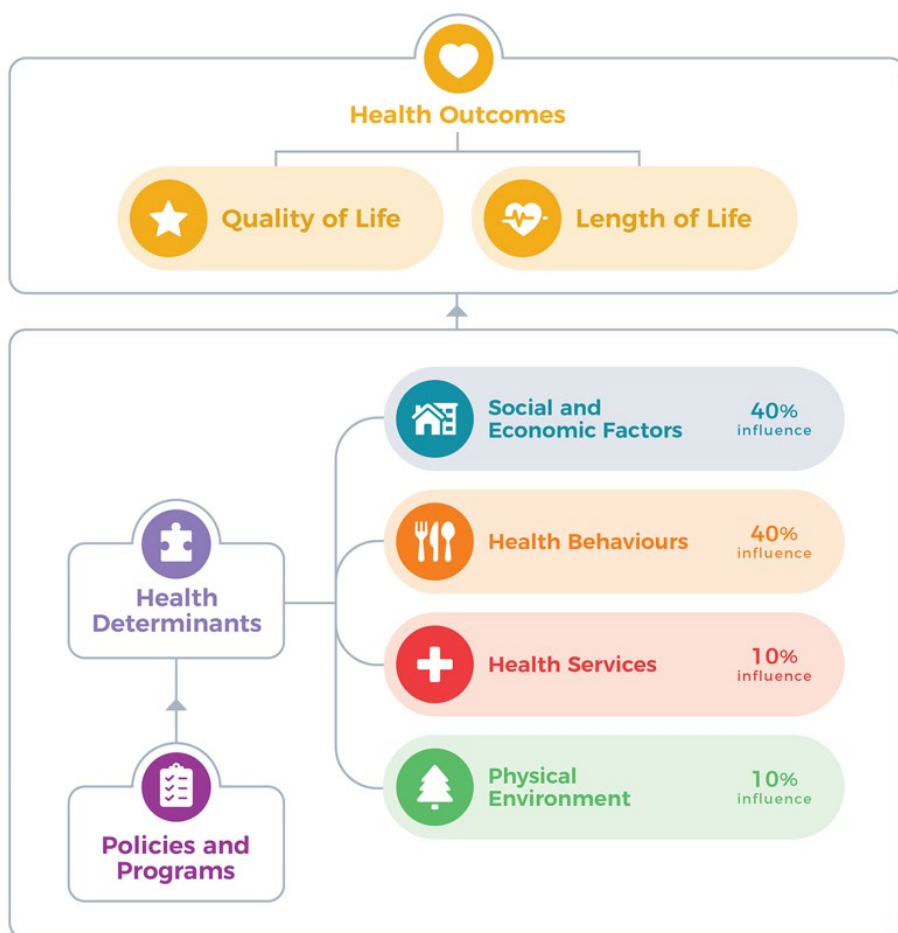 Health Outcomes
Quality of Life
Length of Life
Social and
Economic Factors
40%
influence
Health Behaviours
40%
influence
Health
Determinants
Health Services
10%
influence
Physical
Environment
10%
influence
Policies and
Programs